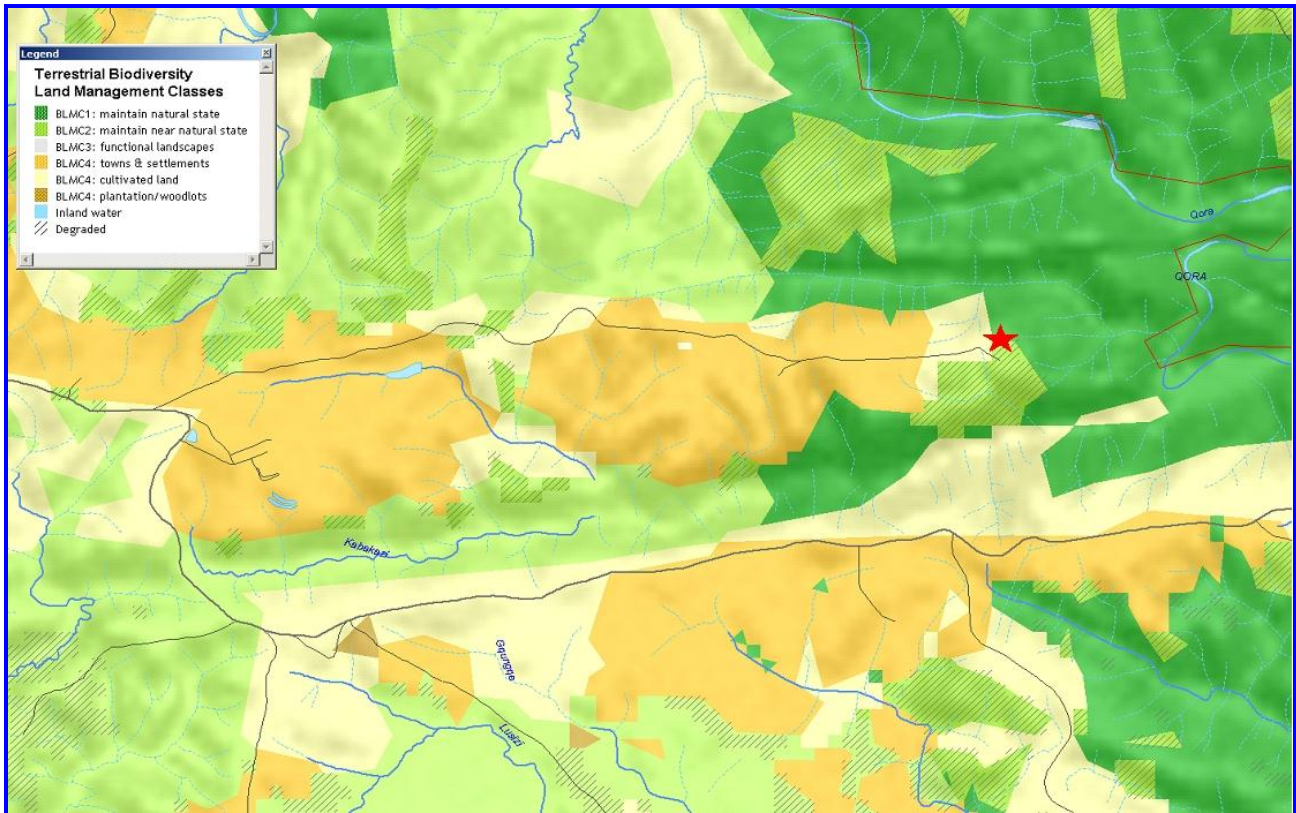 Legend
Terrestrial Biodiversity
Land Management Classes
BLMC1: maintain natural state
BLMC2: maintain near natural state
BLMC3: functional landscapes
BLMC4: towns & settlements
BLMC4: cultivated land
BLMC4: plantation/woodlots
Inland water
Degraded
Qora
QORA
Kabakazi
Gqunqqe
Lusizi